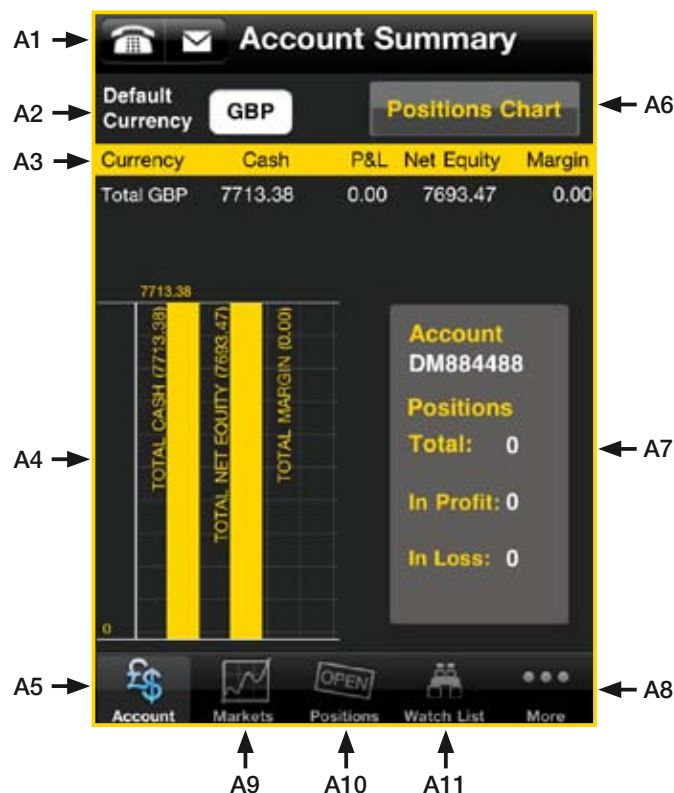 A1
Account Summary
A2
Default
Currency
GBP
Positions Chart
A6
A3
Currency Cash P&L Net Equity Margin
Total GBP 7713.38 0.00 7693.47 0.00
7713.38
TOTAL CASH (7713.38)
TOTAL NET EQUITY (7693.47)
TOTAL MARGIN (0.00)
0
A4
Account
DM884488
Positions
Total: 0
In Profit: 0
In Loss: 0
A7
A5
£$
Account
Markets
OPEN
Positions
Watch List
More
A8
A9 A10 A11